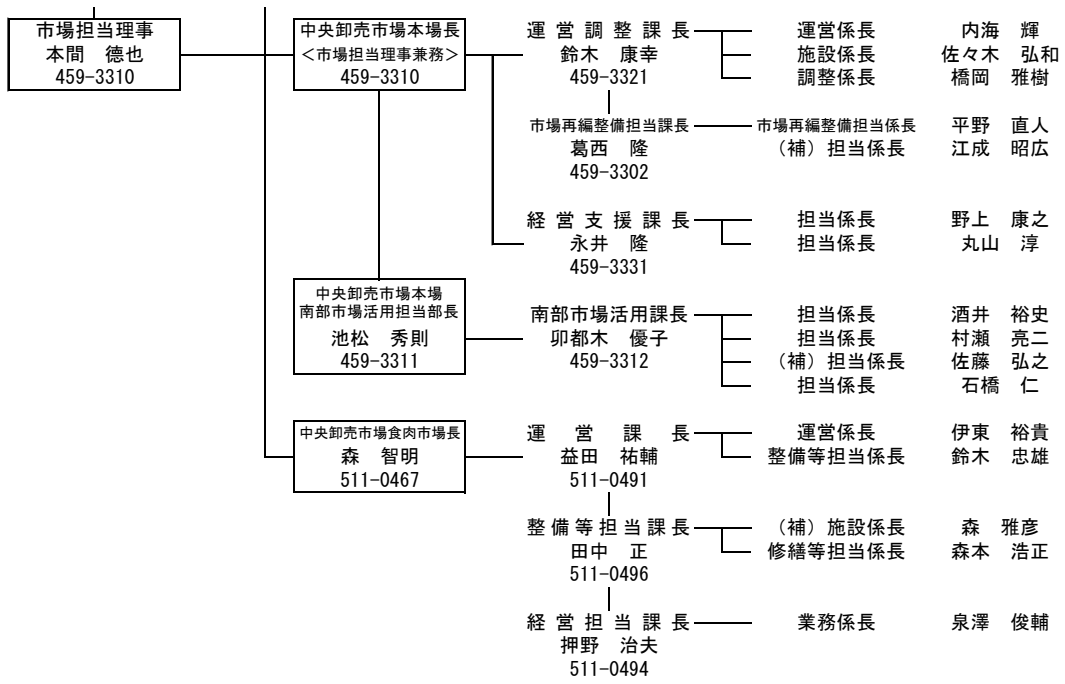 市場担当理事
本間　德也
459-3310
中央卸売市場本場長
<市場担当理事兼務>
459-3310
運営調整課長
鈴木　康幸
459-3321
運営係長　内海　輝
施設係長　佐々木　弘和
調整係長　橋岡　雅樹
市場再編整備担当課長
葛西　隆
459-3302
市場再編整備担当係長　平野　直人
（補）担当係長　江成　昭広
経営支援課長
永井　隆
459-3331
担当係長　野上　康之
担当係長　丸山　淳
中央卸売市場本場
南部市場活用担当部長
池松　秀則
459-3311
南部市場活用課長
卯都木　優子
459-3312
担当係長　酒井　裕史
担当係長　村瀬　亮二
（補）担当係長　佐藤　弘之
担当係長　石橋　仁
中央卸売市場食肉市場長
森　智明
511-0467
運営課長
益田　祐輔
511-0491
運営係長　伊東　裕貴
整備等担当係長　鈴木　忠雄
整備等担当課長
田中　正
511-0496
（補）施設係長　森　雅彦
修繕等担当係長　森本　浩正
経営担当課長
押野　治夫
511-0494
業務係長　泉澤　俊輔